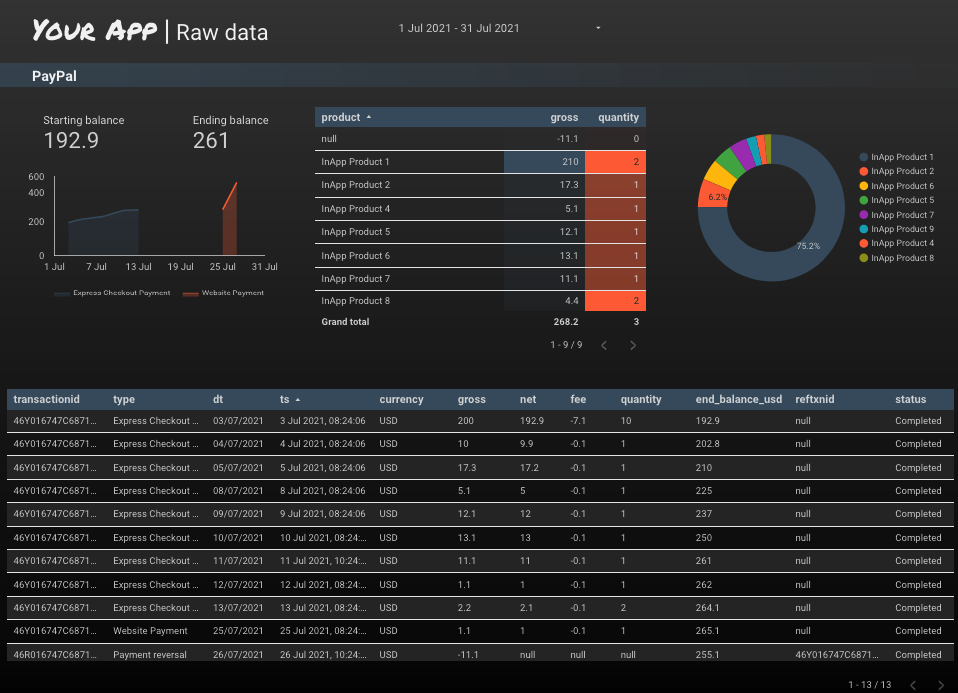 Your App | Raw data
1 Jul 2021 - 31 Jul 2021
PayPal
Starting balance
192.9
Ending balance
261
600
400
200
0
1 Jul 7 Jul 13 Jul 19 Jul 25 Jul 31 Jul
Express Checkout Payment Website Payment
product gross quantity
null -11.1 0
InApp Product 1 210 2
InApp Product 2 17.3 1
InApp Product 4 5.1 1
InApp Product 5 12.1 1
InApp Product 6 13.1 1
InApp Product 7 11.1 1
InApp Product 8 4.4 2
Grand total 268.2 3
1 - 9 / 9
6.2%
75.2%
InApp Product 1
InApp Product 2
InApp Product 6
InApp Product 5
InApp Product 7
InApp Product 9
InApp Product 4
InApp Product 8
transactionid type dt ts currency gross net fee quantity end_balance_usd reftxnid status
46Y016747C6871... Express Checkout ... 03/07/2021 3 Jul 2021, 08:24:06 USD 200 192.9 -7.1 10 192.9 null Completed
46Y016747C6871... Express Checkout ... 04/07/2021 4 Jul 2021, 08:24:06 USD 10 9.9 -0.1 1 202.8 null Completed
46Y016747C6871... Express Checkout ... 05/07/2021 5 Jul 2021, 08:24:06 USD 17.3 17.2 -0.1 1 210 null Completed
46Y016747C6871... Express Checkout ... 08/07/2021 8 Jul 2021, 08:24:06 USD 5.1 5 -0.1 1 225 null Completed
46Y016747C6871... Express Checkout ... 09/07/2021 9 Jul 2021, 08:24:06 USD 12.1 12 -0.1 1 237 null Completed
46Y016747C6871... Express Checkout ... 10/07/2021 10 Jul 2021, 08:24:... USD 13.1 13 -0.1 1 250 null Completed
46Y016747C6871... Express Checkout ... 11/07/2021 11 Jul 2021, 10:24:... USD 11.1 11 -0.1 1 261 null Completed
46Y016747C6871... Express Checkout ... 12/07/2021 12 Jul 2021, 08:24:... USD 1.1 1 -0.1 1 262 null Completed
46Y016747C6871... Express Checkout ... 13/07/2021 13 Jul 2021, 08:24:... USD 2.2 2.1 -0.1 2 264.1 null Completed
46Y016747C6871... Website Payment 25/07/2021 25 Jul 2021, 08:24:... USD 1.1 1 -0.1 1 265.1 null Completed
46R016747C6871... Payment reversal 26/07/2021 26 Jul 2021, 10:24:... USD -11.1 null null null 255.1 46Y016747C6871... Completed
1 - 13 / 13